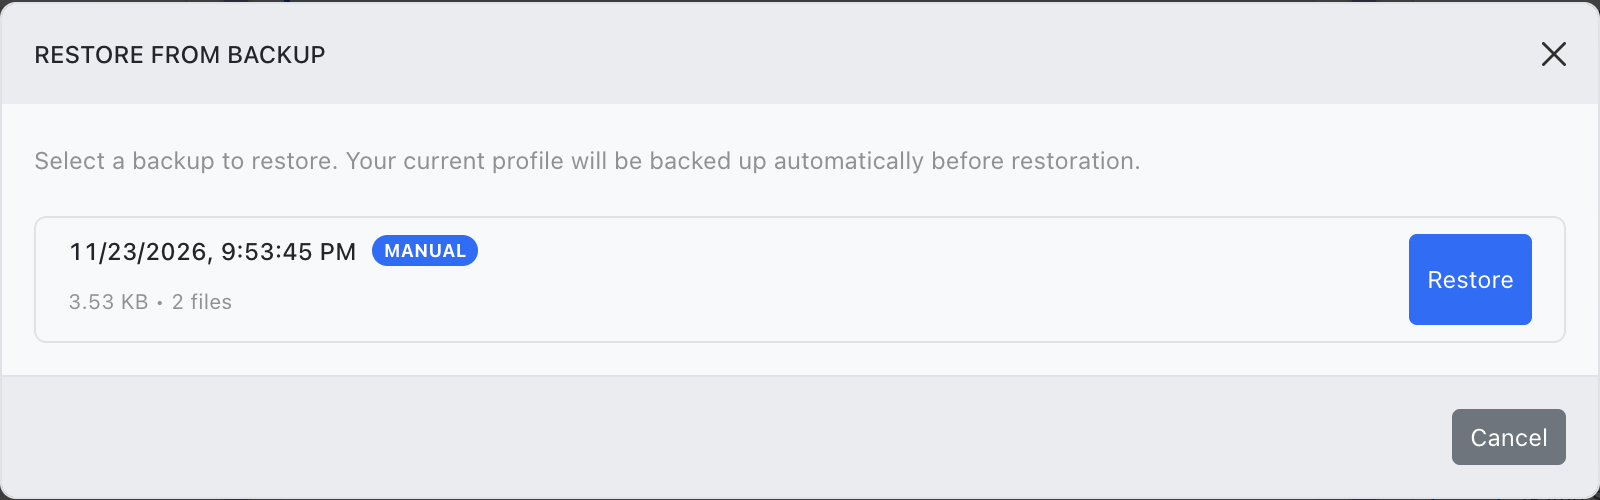 RESTORE FROM BACKUP
Select a backup to restore. Your current profile will be backed up automatically before restoration.
11/23/2026, 9:53:45 PM MANUAL
3.53 KB • 2 files
Restore
Cancel